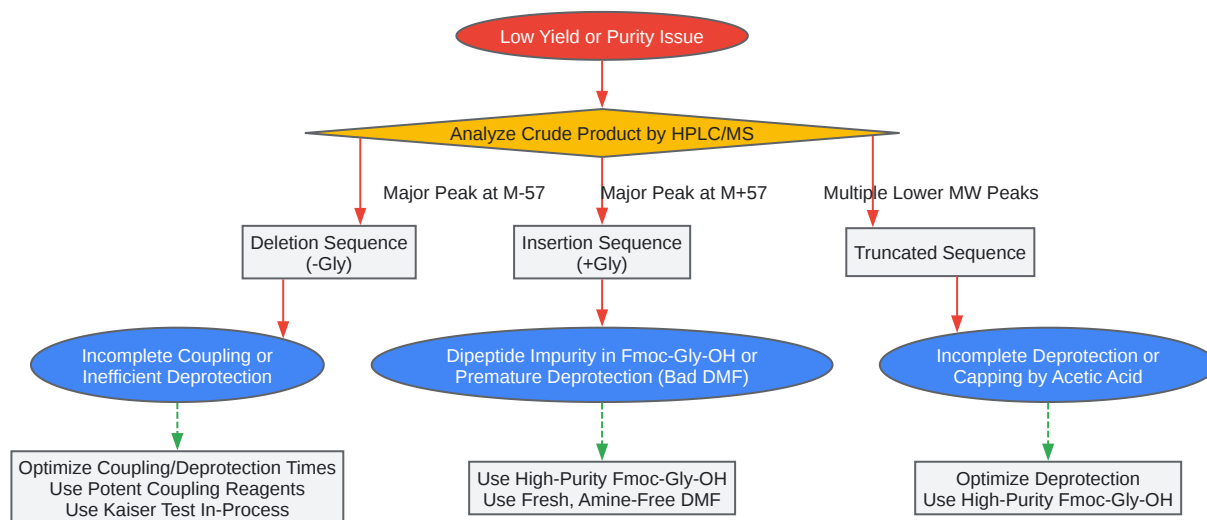 Low Yield or Purity Issue
Analyze Crude Product by HPLC/MS
Major Peak at M-57
Major Peak at M+57
Multiple Lower MW Peaks
Deletion Sequence
(-Gly)
Insertion Sequence
(+Gly)
Truncated Sequence
Incomplete Coupling or
Inefficient Deprotection
Dipeptide Impurity in Fmoc-Gly-OH or
Premature Deprotection (Bad DMF)
Incomplete Deprotection or
Capping by Acetic Acid
Optimize Coupling/Deprotection Times
Use Potent Coupling Reagents
Use Kaiser Test In-Process
Use High-Purity Fmoc-Gly-OH
Use Fresh, Amine-Free DMF
Optimize Deprotection
Use High-Purity Fmoc-Gly-OH